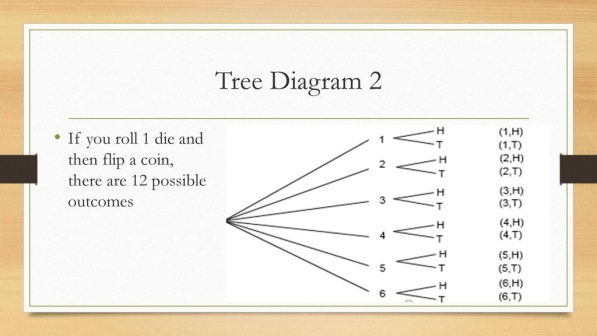 Tree Diagram 2
• If you roll 1 die and
then flip a coin,
there are 12 possible
outcomes
1 H (1,H)
T (1,T)
2 H (2,H)
T (2,T)
3 H (3,H)
T (3,T)
4 H (4,H)
T (4,T)
5 H (5,H)
T (5,T)
6 H (6,H)
T (6,T)